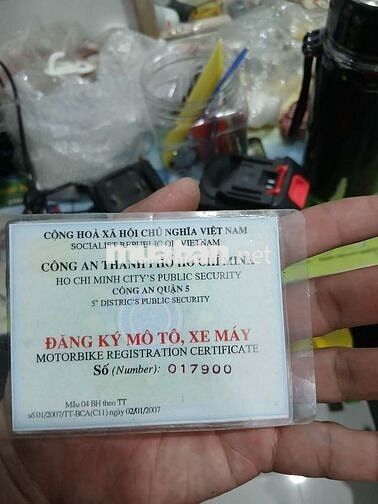 CỘNG HOÀ XÃ HỘI CHỦ NGHĨA VIỆT NAM
SOCIALIST REPUBLIC OF VIETNAM
CÔNG AN THÀNH PHỐ HỒ CHÍ MINH
HO CHI MINH CITY'S PUBLIC SECURITY
CÔNG AN QUẬN 5
5" DISTRIC'S PUBLIC SECURITY
ĐĂNG KÝ MÔ TÔ, XE MÁY
MOTORBIKE REGISTRATION CERTIFICATE
Số (Number): 017900
Mẫu 04 BH theo TT
số 01/2007/TT-BCA(C11) ngày 02/01/2007